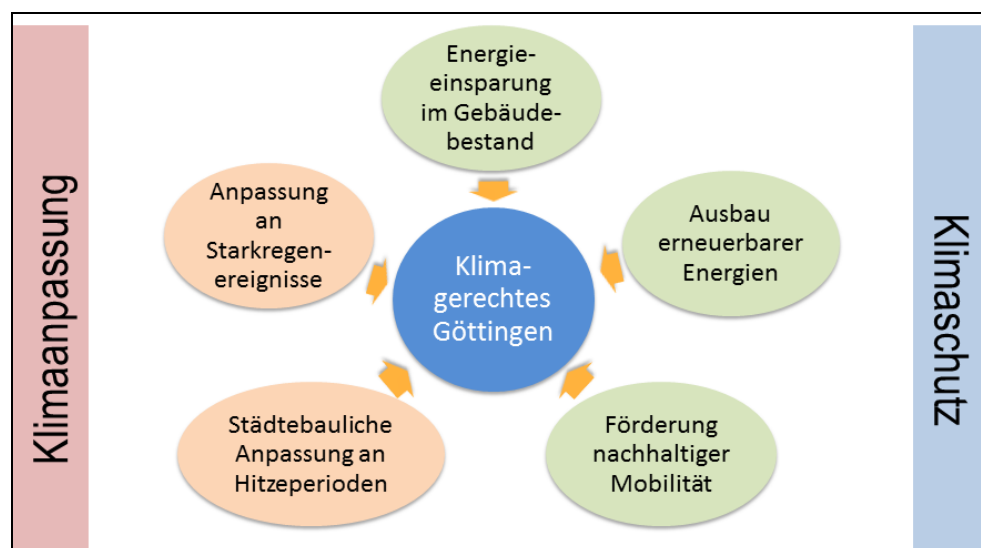 Klimaanpassung
Energie-
einsparung
im Gebäude-
bestand
Anpassung
an
Starkregen-
ereignisse
Klima-
gerechtes
Göttingen
Ausbau
erneuerbarer
Energien
Städtebauliche
Anpassung an
Hitzeperioden
Förderung
nachhaltiger
Mobilität
Klimaschutz